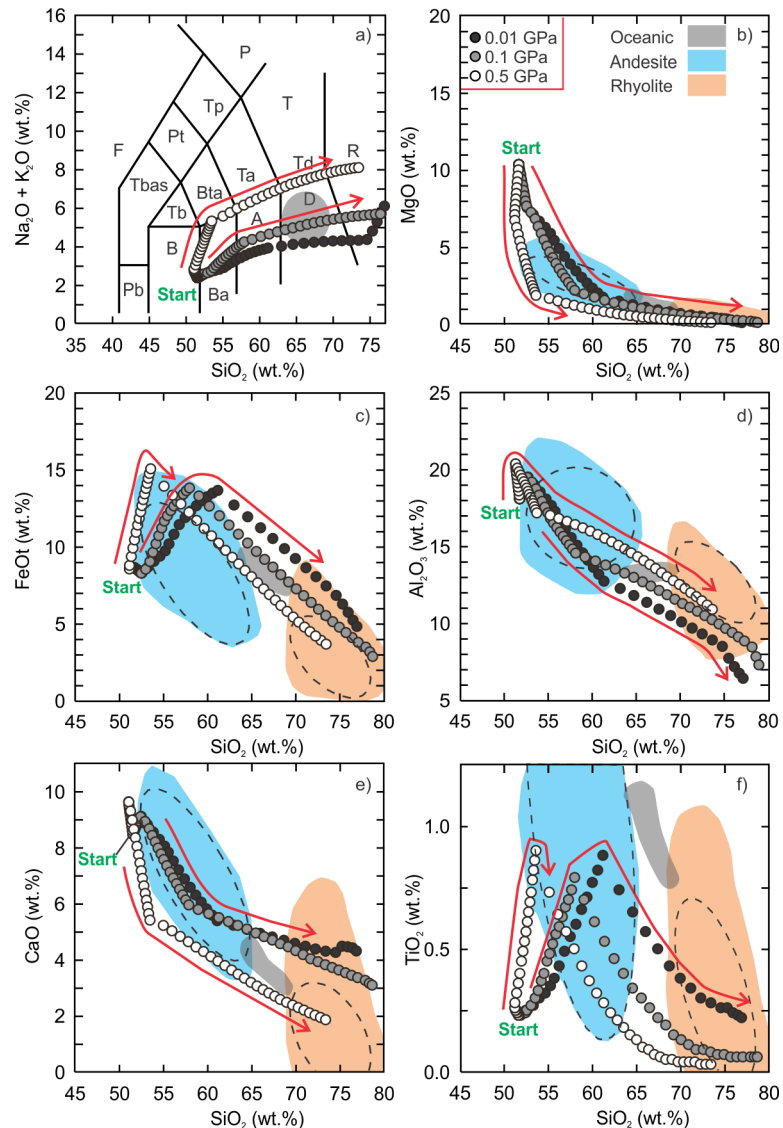 a)
Na2O + K2O (wt.%)
16
14
12
10
8
6
4
2
0
P
Tp
T
Pt
F
Td
R
Tbas
Ta
Bta
D
Tb
A
B
Start
Ba
Pb
35 40 45 50 55 60 65 70 75
SiO2 (wt.%)
b)
0.01 GPa
0.1 GPa
0.5 GPa
Oceanic
Andesite
Rhyolite
MgO (wt.%)
20
15
10
5
0
Start
45 50 55 60 65 70 75 80
SiO2 (wt.%)
c)
FeOt (wt.%)
20
15
10
5
0
Start
45 50 55 60 65 70 75 80
SiO2 (wt.%)
d)
Al2O3 (wt.%)
25
20
15
10
5
Start
45 50 55 60 65 70 75 80
SiO2 (wt.%)
e)
CaO (wt.%)
10
8
6
4
2
0
Start
45 50 55 60 65 70 75 80
SiO2 (wt.%)
f)
TiO2 (wt.%)
1.0
0.5
0.0
Start
45 50 55 60 65 70 75 80
SiO2 (wt.%)